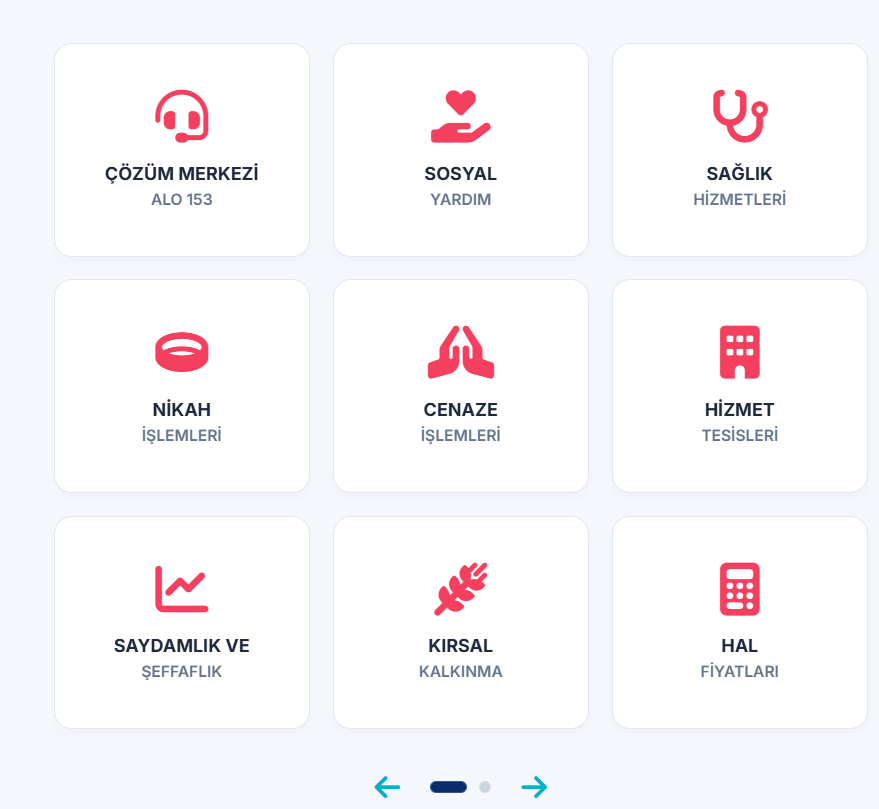 ÇÖZÜM MERKEZİ
ALO 153
SOSYAL
YARDIM
SAĞLIK
HİZMETLERİ
NİKAH
İŞLEMLERİ
CENAZE
İŞLEMLERİ
HİZMET
TESİSLERİ
SAYDAMLIK VE
ŞEFFAFLIK
KIRSAL
KALKINMA
HAL
FİYATLARI